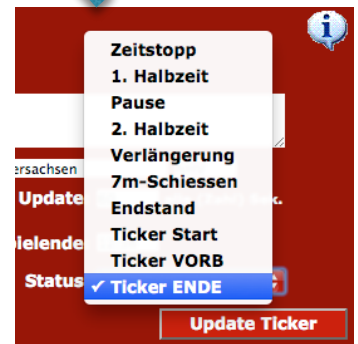 Zeitstopp
1. Halbzeit
Pause
2. Halbzeit
ersachsen
Verlängerung
Update
7m-Schiessen
Endstand
pielende
Ticker Start
Ticker VORB
Status
✓ Ticker ENDE
Update Ticker